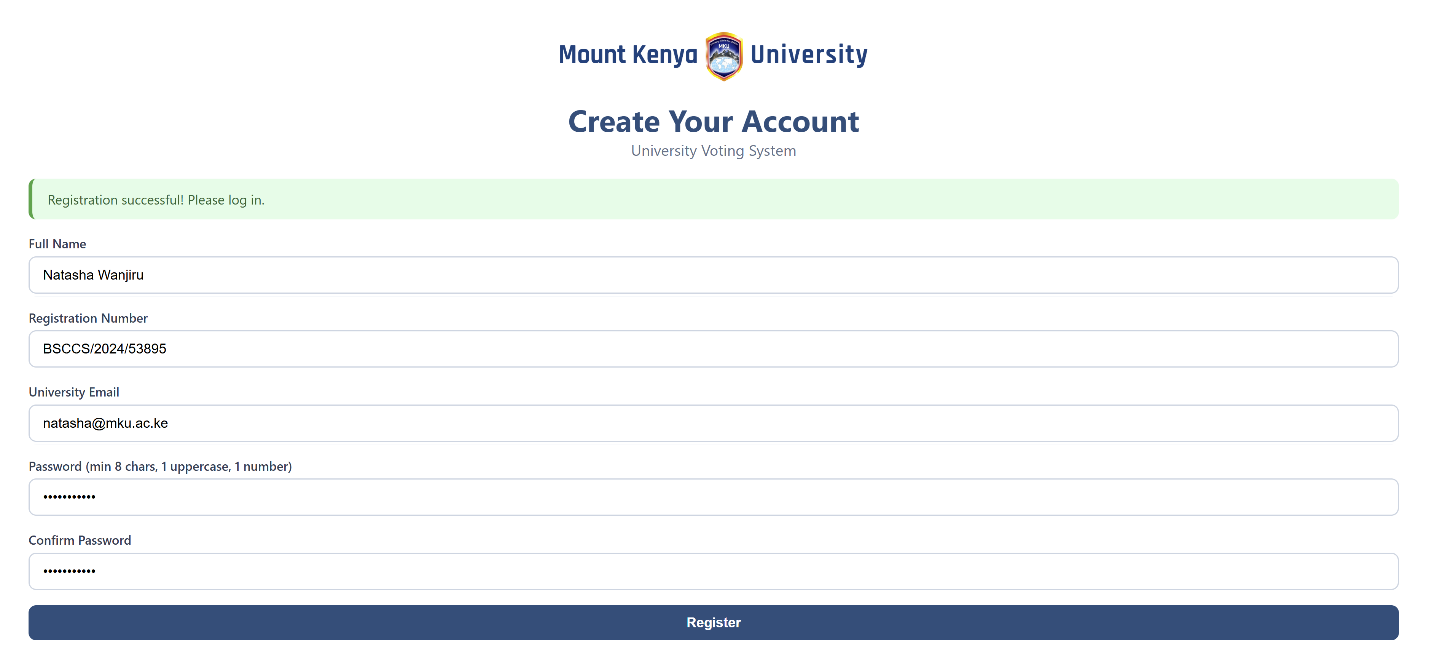 Mount Kenya MKU University
Create Your Account
University Voting System
Registration successful! Please log in.
Full Name
Natasha Wanjiru
Registration Number
BSCCS/2024/53895
University Email
natasha@mku.ac.ke
Password (min 8 chars, 1 uppercase, 1 number)
•••••••••••
Confirm Password
•••••••••••
Register